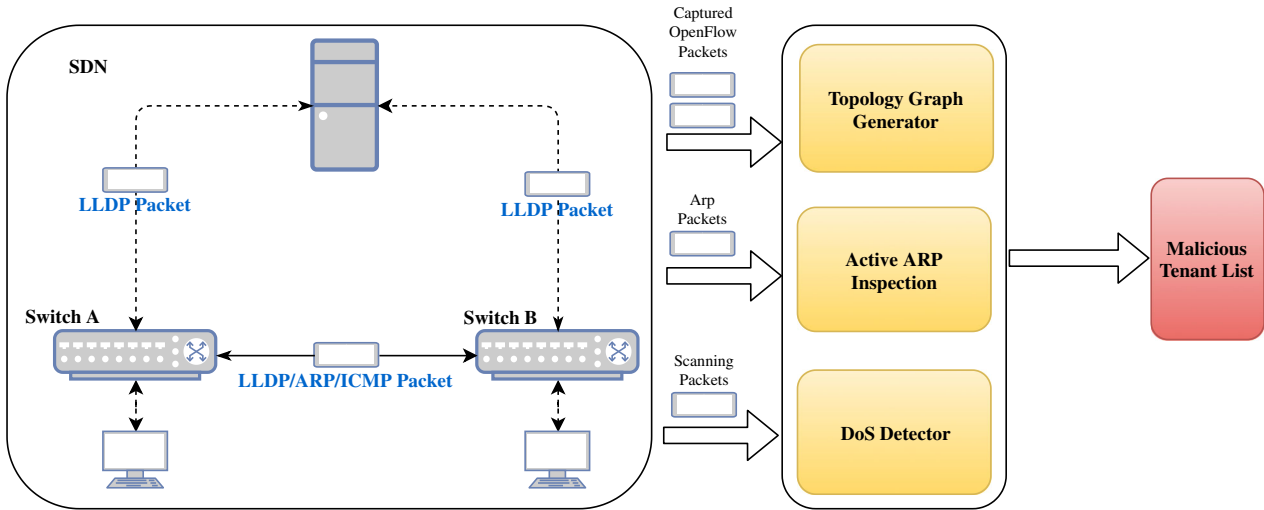 SDN
LLDP Packet
LLDP Packet
Switch A
Switch B
LLDP/ARP/ICMP Packet
Captured
OpenFlow
Packets
Arp
Packets
Scanning
Packets
Topology Graph
Generator
Active ARP
Inspection
DoS Detector
Malicious
Tenant List